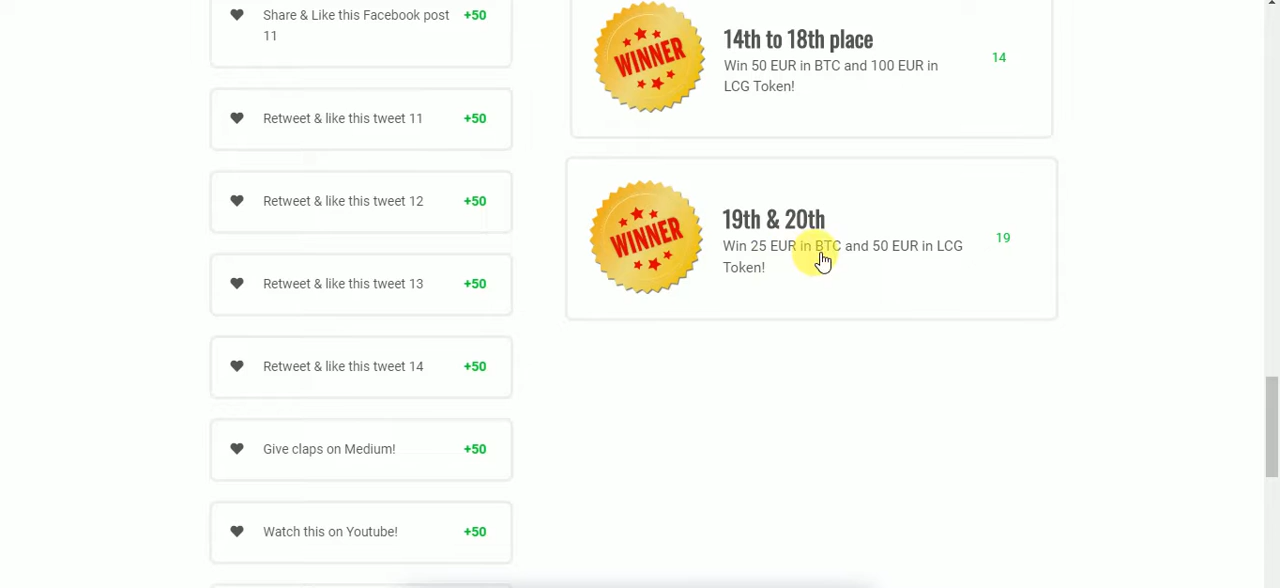 Share & Like this Facebook post
11
+50
Retweet & like this tweet 11
+50
Retweet & like this tweet 12
+50
Retweet & like this tweet 13
+50
Retweet & like this tweet 14
+50
Give claps on Medium!
+50
Watch this on Youtube!
+50
WINNER
14th to 18th place
Win 50 EUR in BTC and 100 EUR in
LCG Token!
14
WINNER
19th & 20th
Win 25 EUR in BTC and 50 EUR in LCG
Token!
19